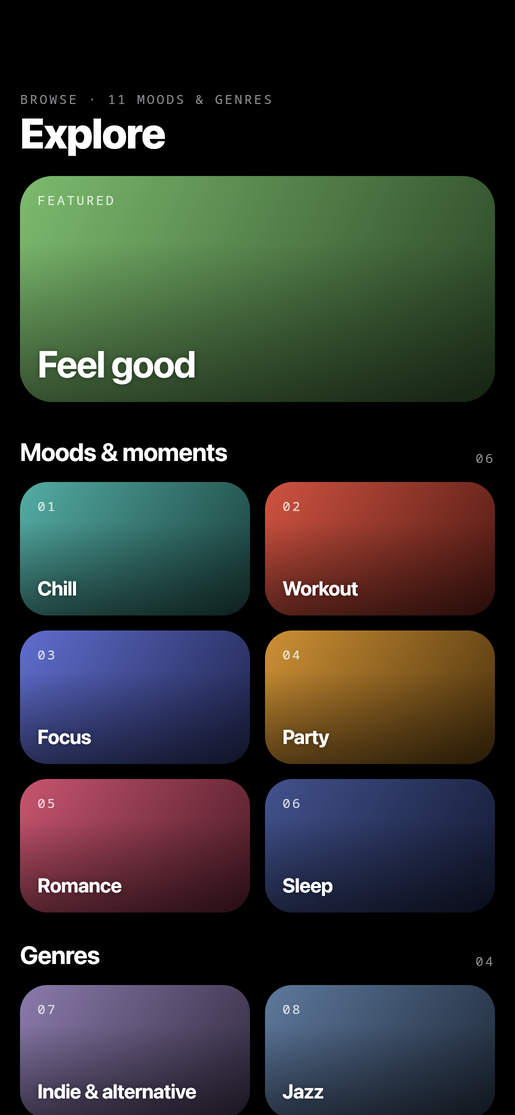 BROWSE · 11 MOODS & GENRES
Explore
FEATURED
Feel good
Moods & moments
06
01
Chill
02
Workout
03
Focus
04
Party
05
Romance
06
Sleep
Genres
04
07
Indie & alternative
08
Jazz